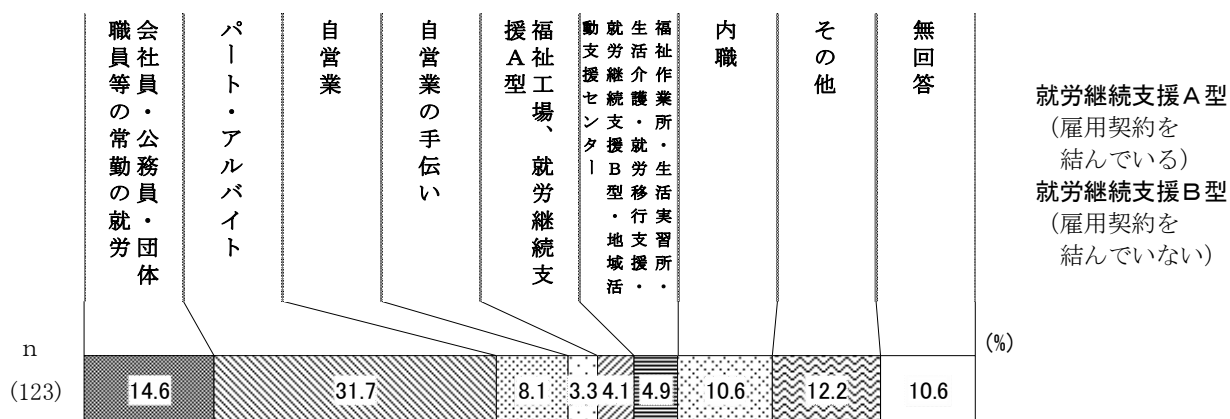 会社員・公務員・団体
職員等の常勤の就労
パート・アルバイト
自営業
自営業の手伝い
福祉工場、就労継続支
援A型
福祉作業所・生活実習所・
生活介護・就労移行支援・
就労継続支援B型・地域活
動支援センター
内職
その他
無回答
就労継続支援A型
(雇用契約を
結んでいる)
就労継続支援B型
(雇用契約を
結んでいない)
(%)
n
(123)
14.6
31.7
8.1
3.3
4.1
4.9
10.6
12.2
10.6